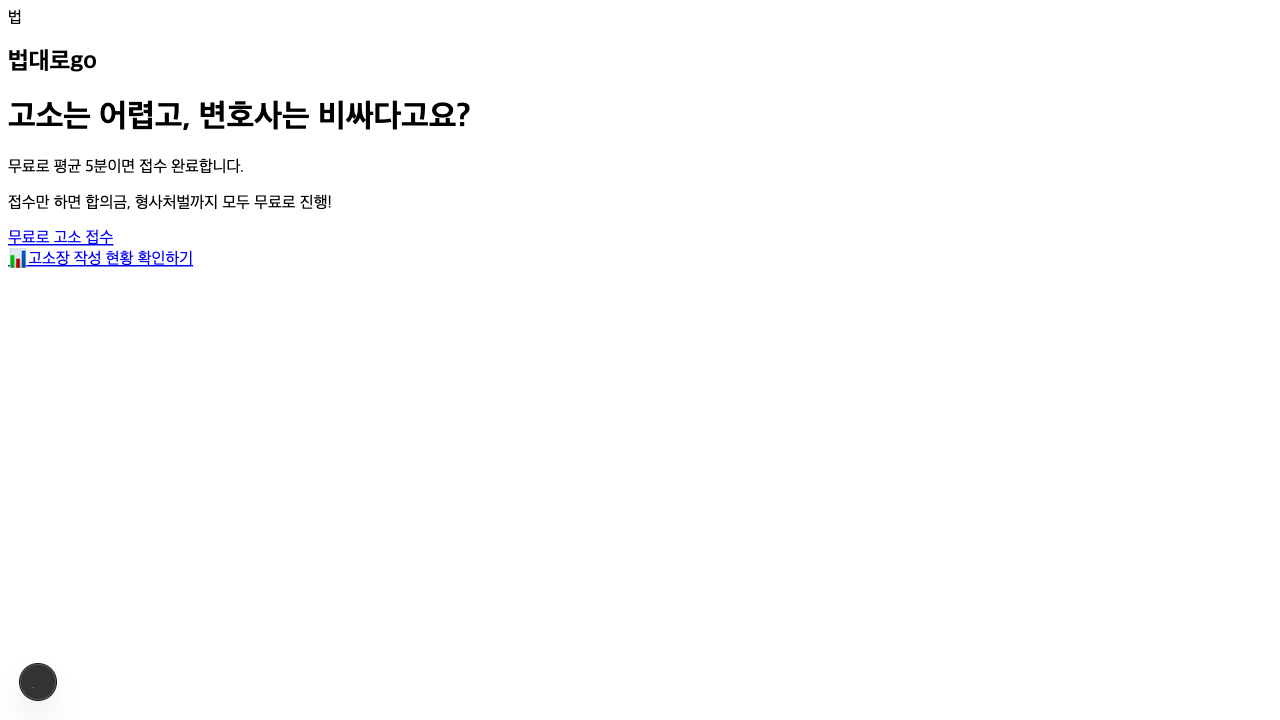 법
법대로go
고소는 어렵고, 변호사는 비싸다고요?
무료로 평균 5분이면 접수 완료합니다.
접수만 하면 합의금, 형사처벌까지 모두 무료로 진행!
무료로 고소 접수
📊고소장 작성 현황 확인하기